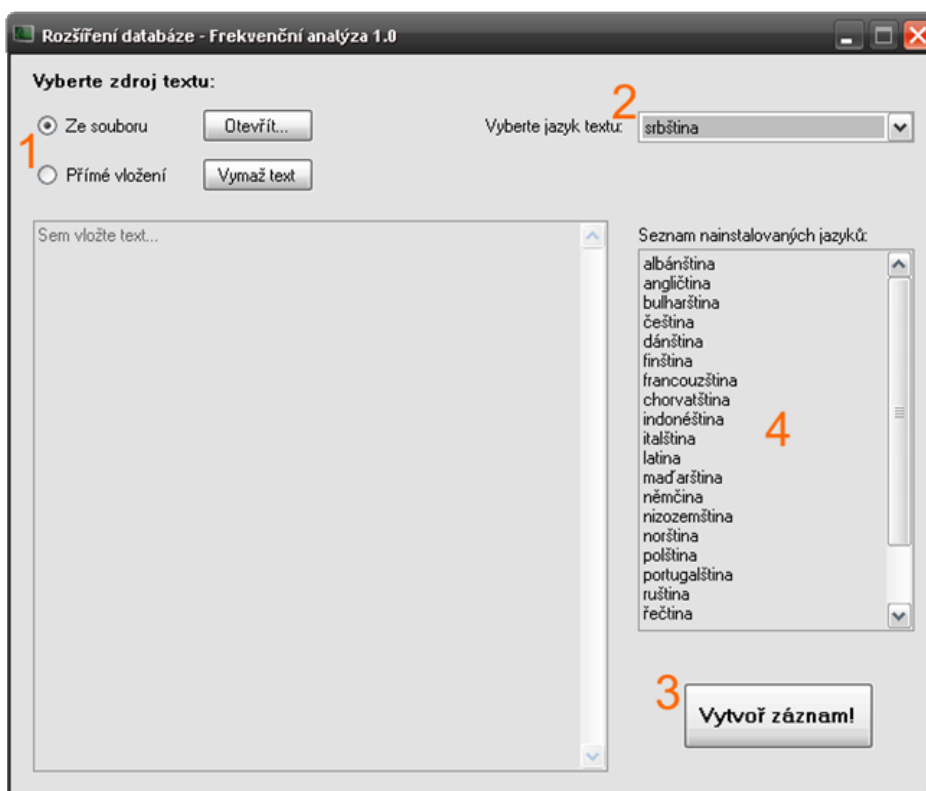 Rozšíření databáze - Frekvenční analýza 1.0
Vyberte zdroj textu:
1
Ze souboru
Otevřít...
Přímé vložení
Vymaž text
2
Vyberte jazyk textu:
srbština
Sem vložte text...
Seznam nainstalovaných jazyků:
albánština
angličtina
bulharština
čeština
dánština
finština
francouzština
chorvatština
indonéština
italština
latina
maďarština
němčina
nizozemština
norština
polština
portugalština
ruština
řečtina
4
3
Vytvoř záznam!